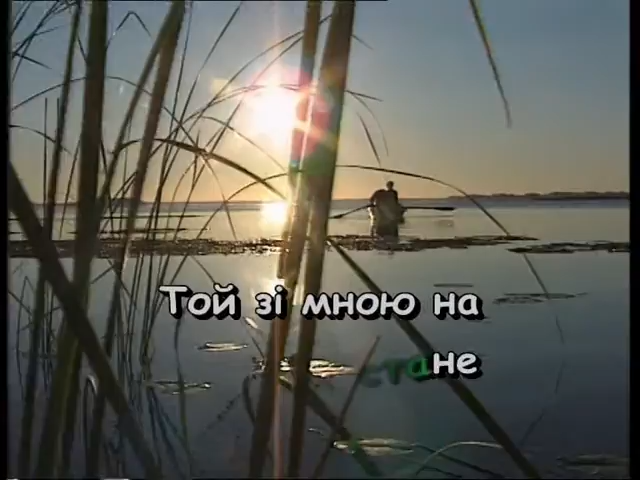 Той зі мною на
стане